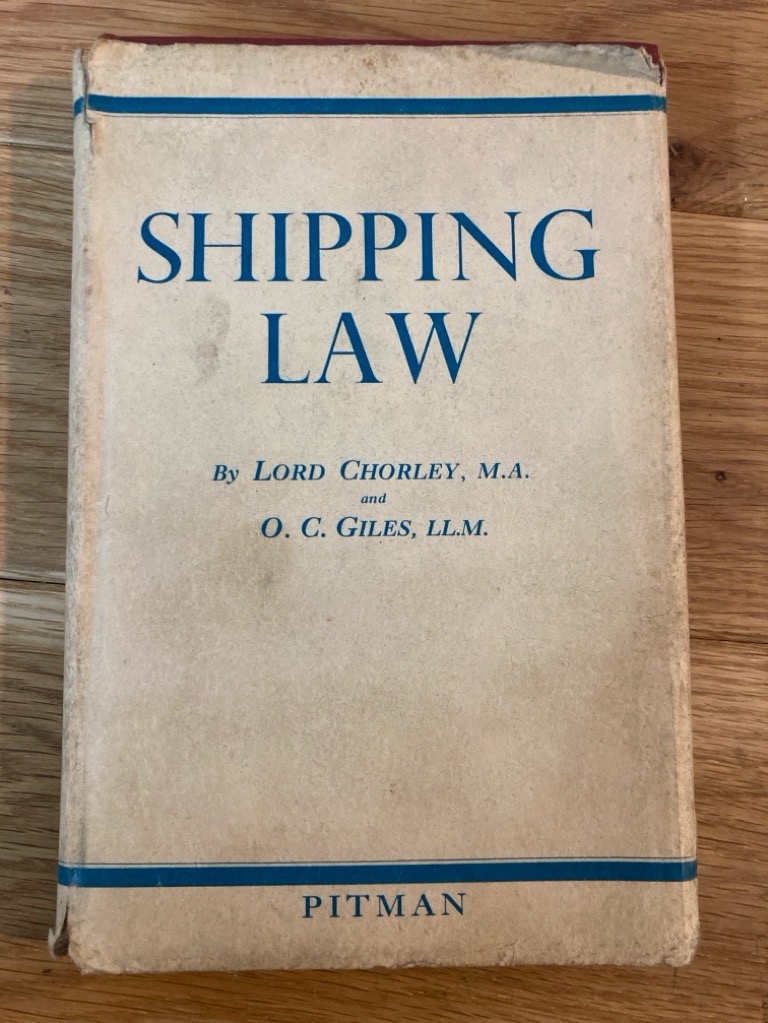 SHIPPING
LAW
By LORD CHORLEY, M.A.
and
O. C. GILES, LL.M.
PITMAN